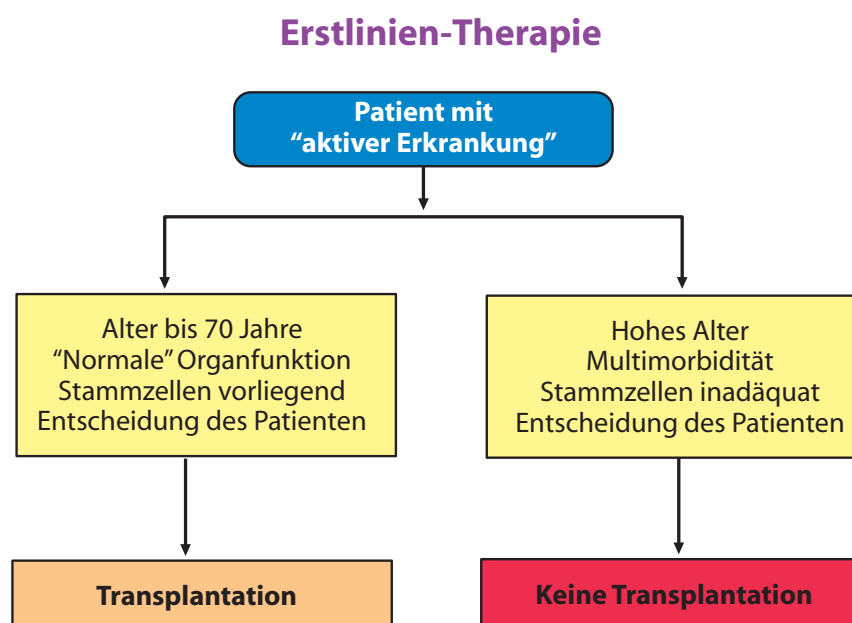 Erstlinien-Therapie
Patient mit
“aktiver Erkrankung”
Alter bis 70 Jahre
“Normale” Organfunktion
Stammzellen vorliegend
Entscheidung des Patienten
Hohes Alter
Multimorbidität
Stammzellen inadäquat
Entscheidung des Patienten
Transplantation
Keine Transplantation